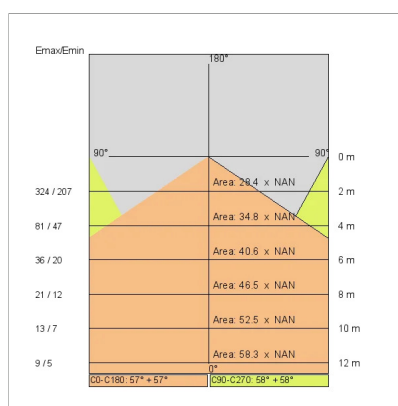 Emax/Emin
180°
90°
90°
0 m
324 / 207
Area: 28.4 x NAN
2 m
81 / 47
Area: 34.8 x NAN
4 m
36 / 20
Area: 40.6 x NAN
6 m
21 / 12
Area: 46.5 x NAN
8 m
13 / 7
Area: 52.5 x NAN
10 m
9 / 5
Area: 58.3 x NAN
12 m
0°
C0-C180: 57° + 57°
C90-C270: 58° + 58°